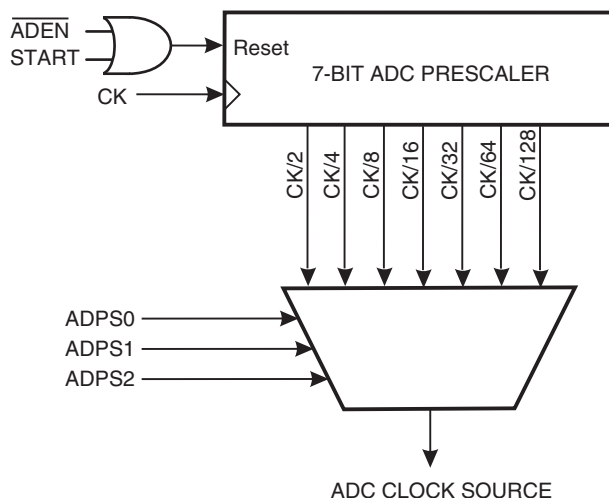 ADEN
START
Reset
7-BIT ADC PRESCALER
CK
CK/2
CK/4
CK/8
CK/16
CK/32
CK/64
CK/128
ADPS0
ADPS1
ADPS2
ADC CLOCK SOURCE